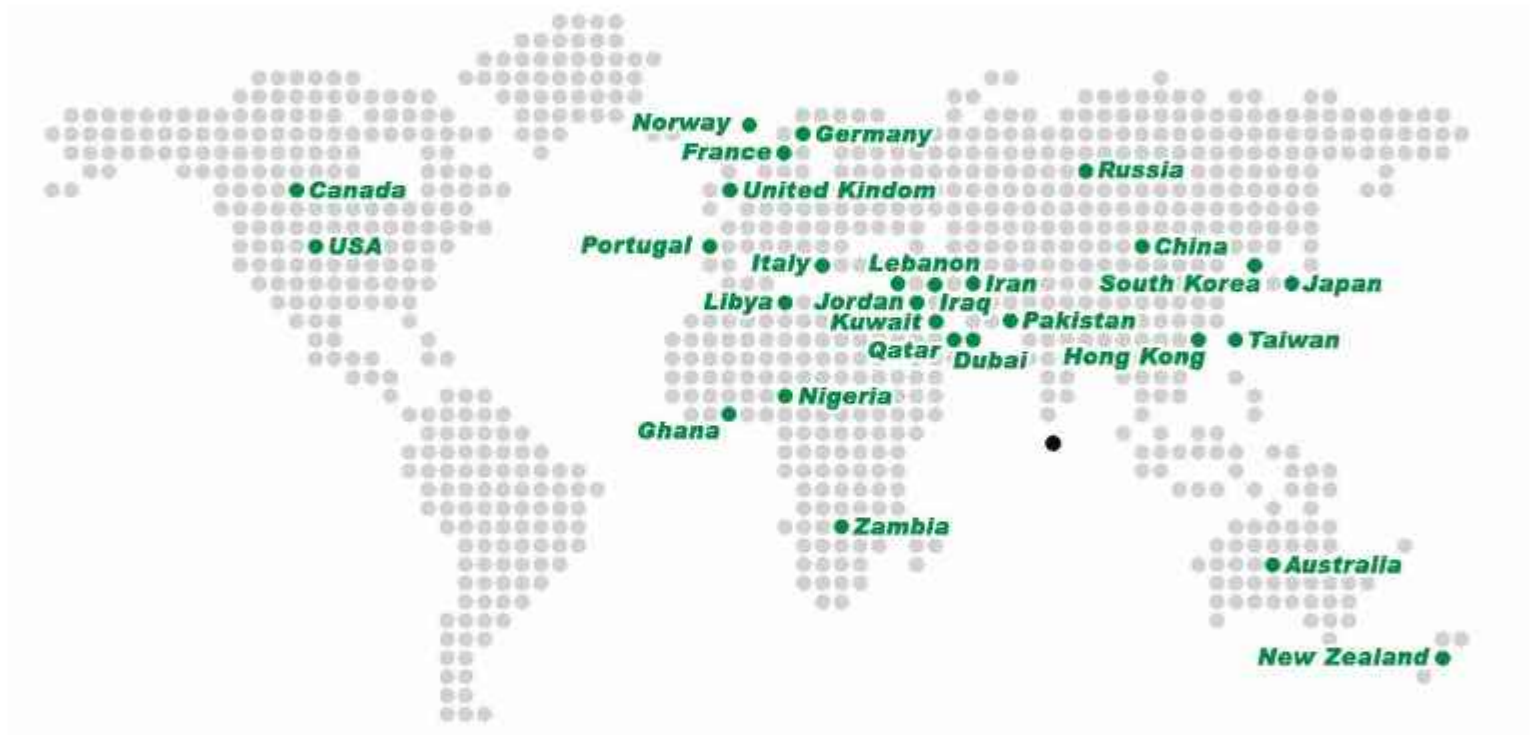 Norway
Germany
France
Russia
Canada
United Kindom
USA
Portugal
China
Italy
Lebanon
Iran
South Korea
Japan
Libya
Jordan
Iraq
Kuwait
Pakistan
Qatar
Dubai
Hong Kong
Taiwan
Nigeria
Ghana
Zambia
Australia
New Zealand